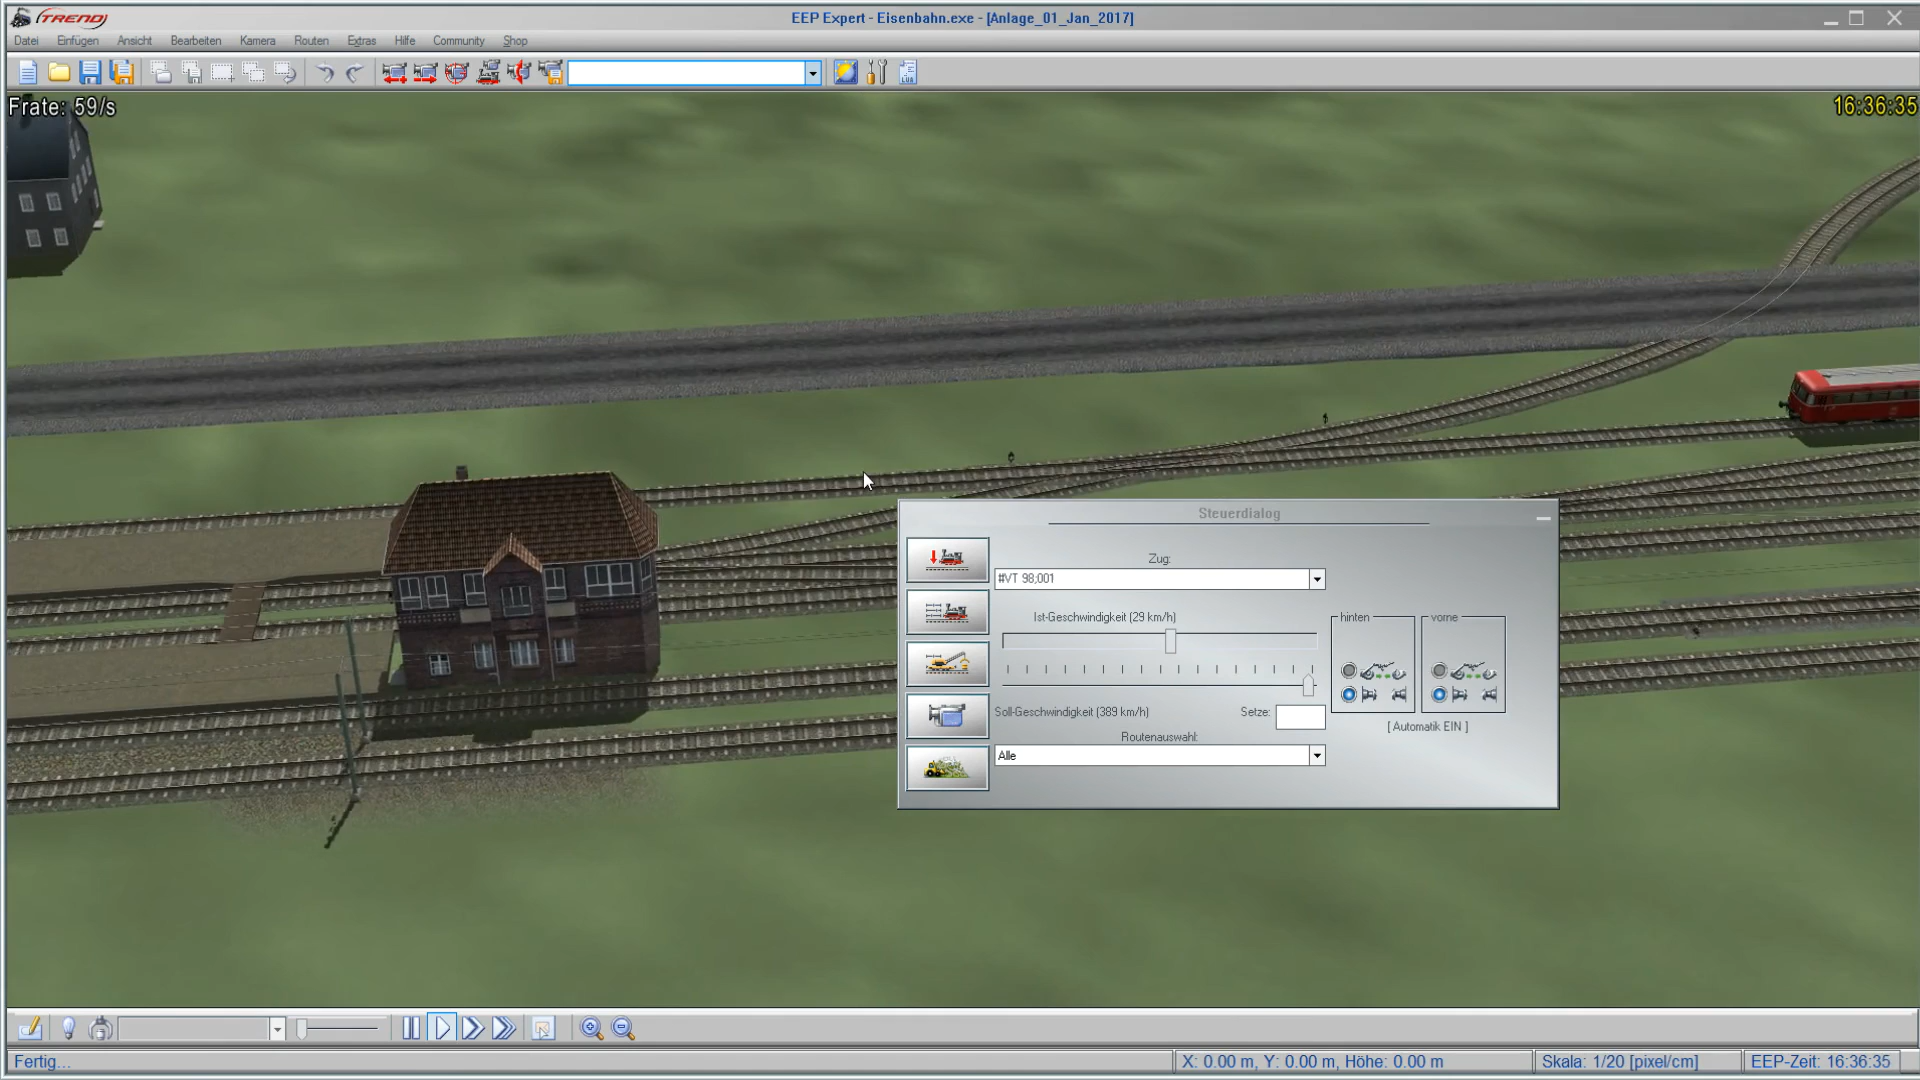 TREND
EEP Expert - Eisenbahn.exe - [Anlage_01_Jan_2017]
Datei Einfügen Ansicht Bearbeiten Kamera Routen Extras Hilfe Community Shop
LUA
Frate: 59/s
16:36:35
Steuerdialog
Zug:
#VT 98;001
Ist-Geschwindigkeit (29 km/h)
hinten
vorne
Soll-Geschwindigkeit (389 km/h)
Setze:
[ Automatik EIN ]
Routenauswahl:
Alle
Fertig...
X: 0.00 m, Y: 0.00 m, Höhe: 0.00 m
Skala: 1/20 [pixel/cm]
EEP-Zeit: 16:36:35